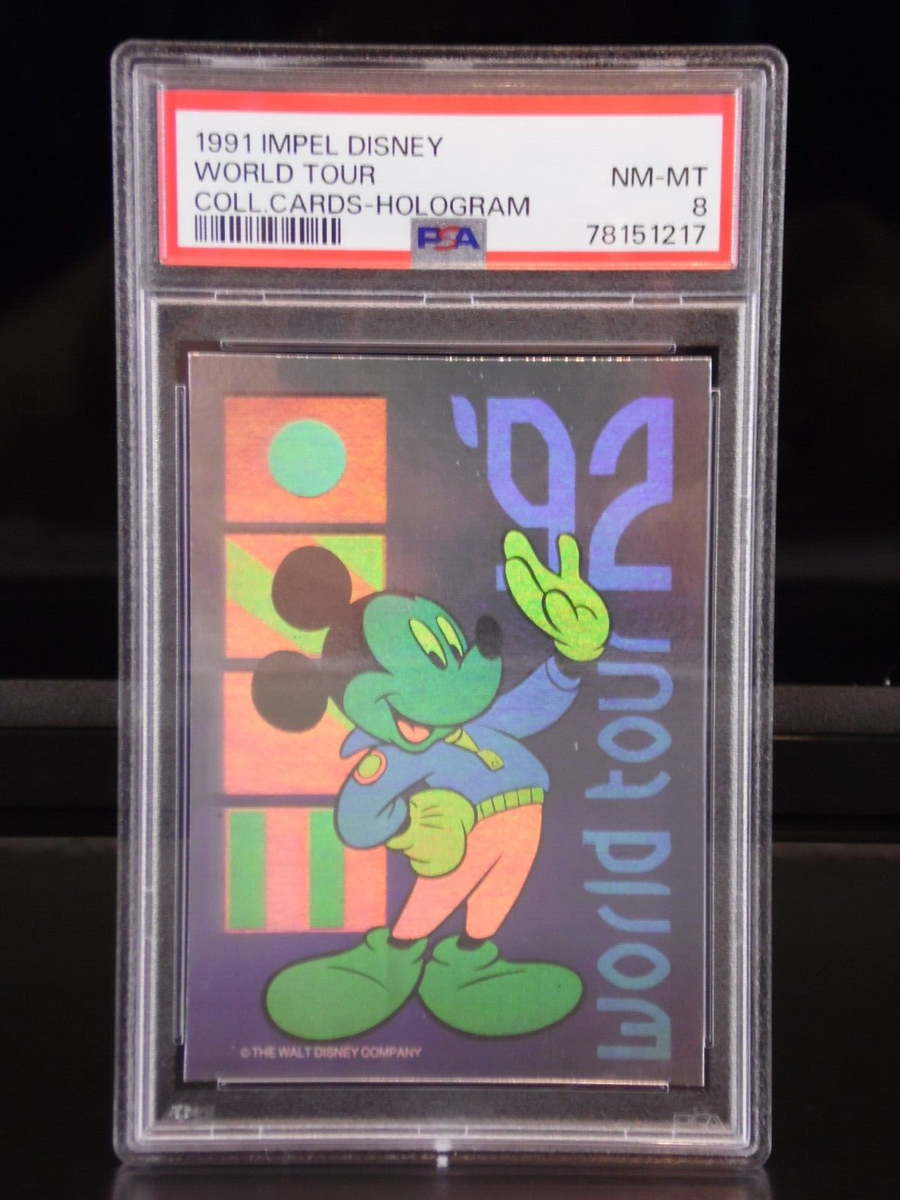 1991 IMPEL DISNEY
WORLD TOUR
COLL.CARDS-HOLOGRAM
NM-MT
8
78151217
PSA
'92
world tour
© THE WALT DISNEY COMPANY